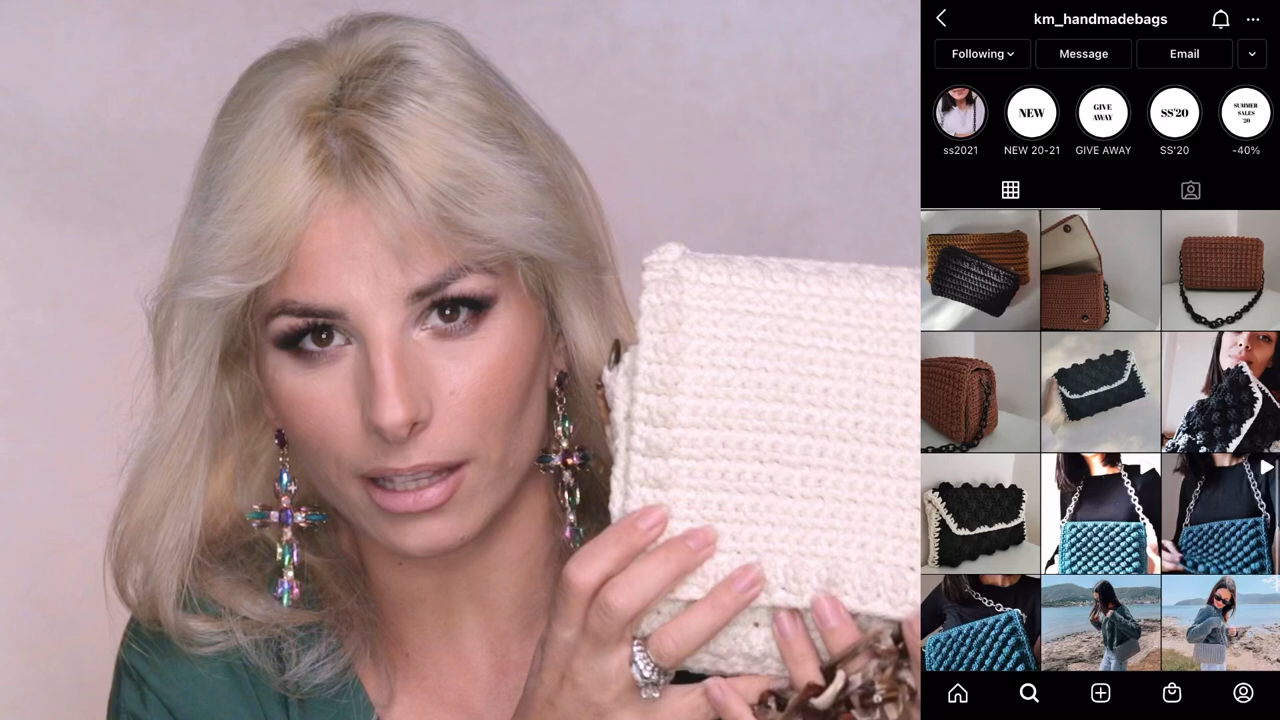 km_handmadebags
Following
Message
Email
NEW
GIVE
AWAY
SS'20
SUMMER
SALES
'20
ss2021
NEW 20-21
GIVE AWAY
SS'20
-40%